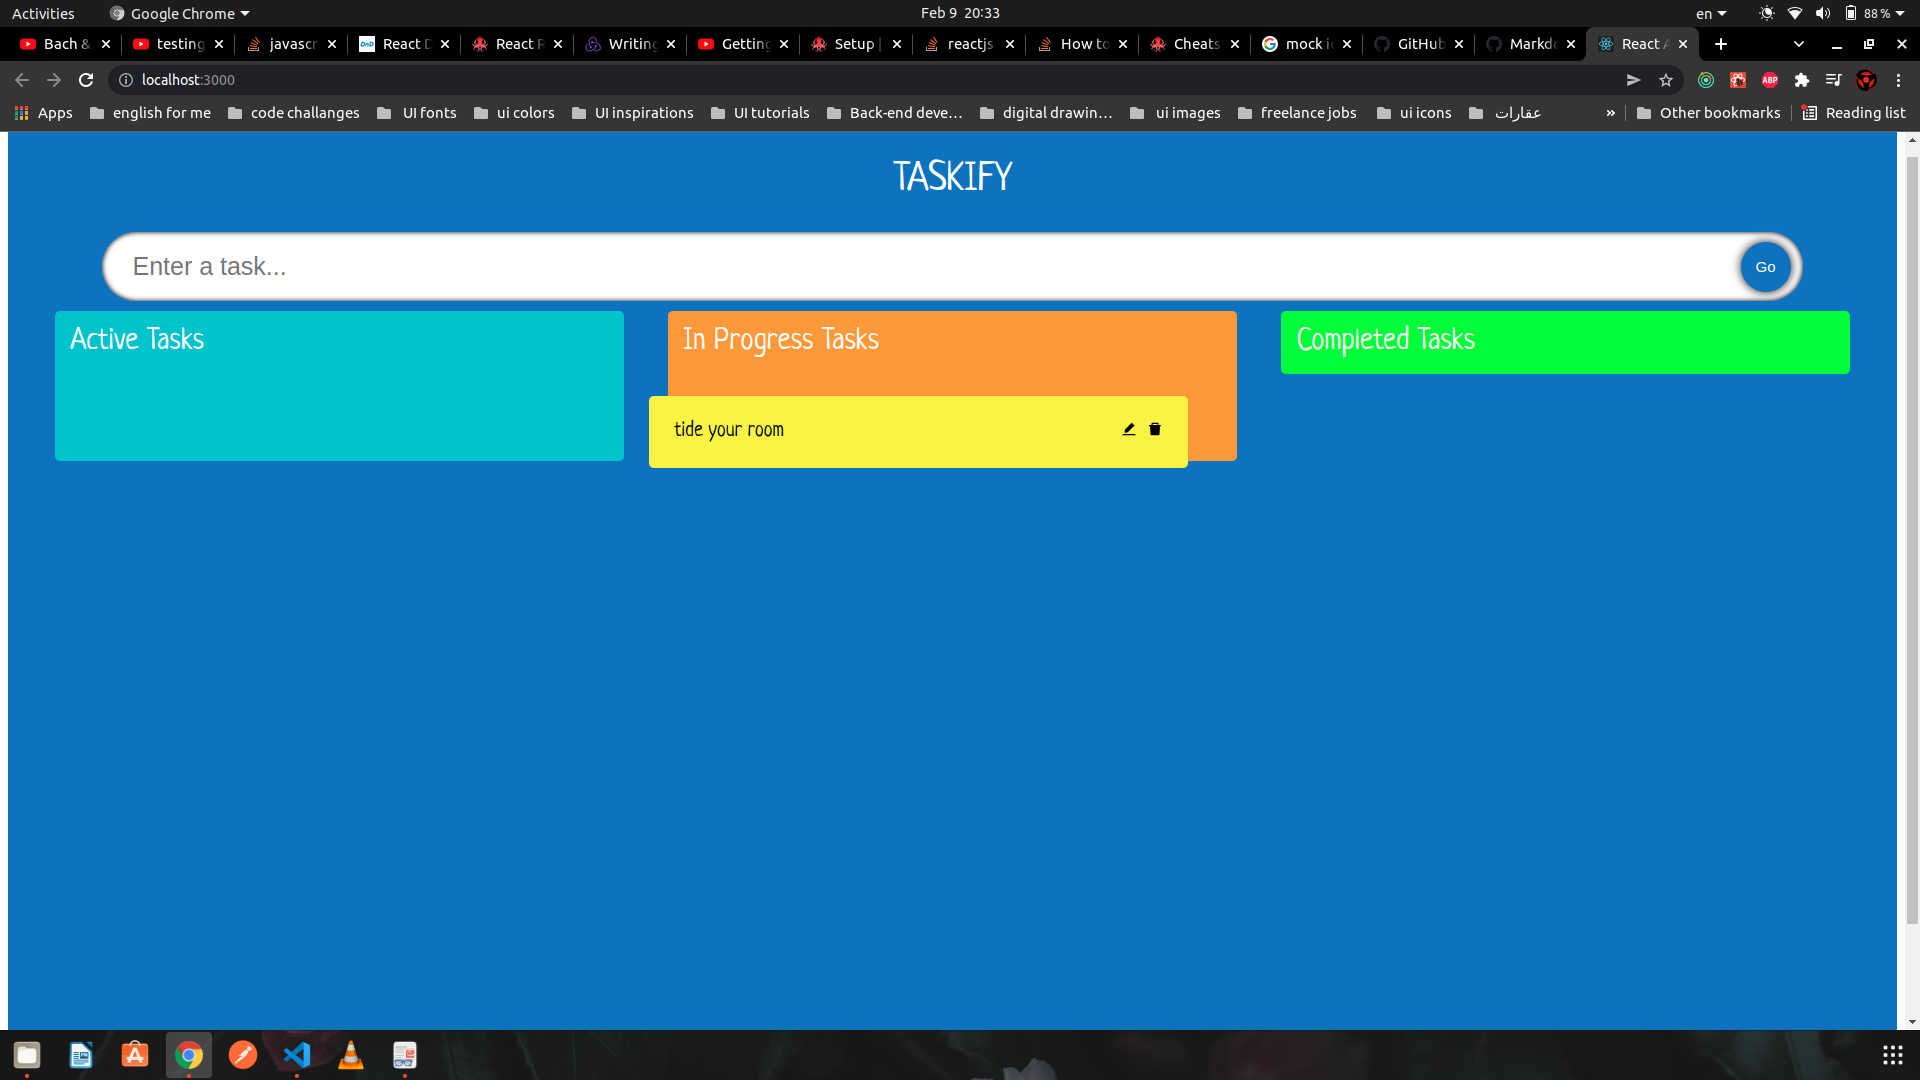 Activities Google Chrome Feb 9 20:33 en 88 %
Bach & testing javascr React D React R Writing Getting Setup | reactjs How to Cheats mock ic GitHub Markdo React A
localhost:3000
Apps english for me code challanges UI fonts ui colors UI inspirations UI tutorials Back-end deve... digital drawin... ui images freelance jobs ui icons عقارات » Other bookmarks Reading list
TASKIFY
Enter a task... Go
Active Tasks In Progress Tasks Completed Tasks
tide your room